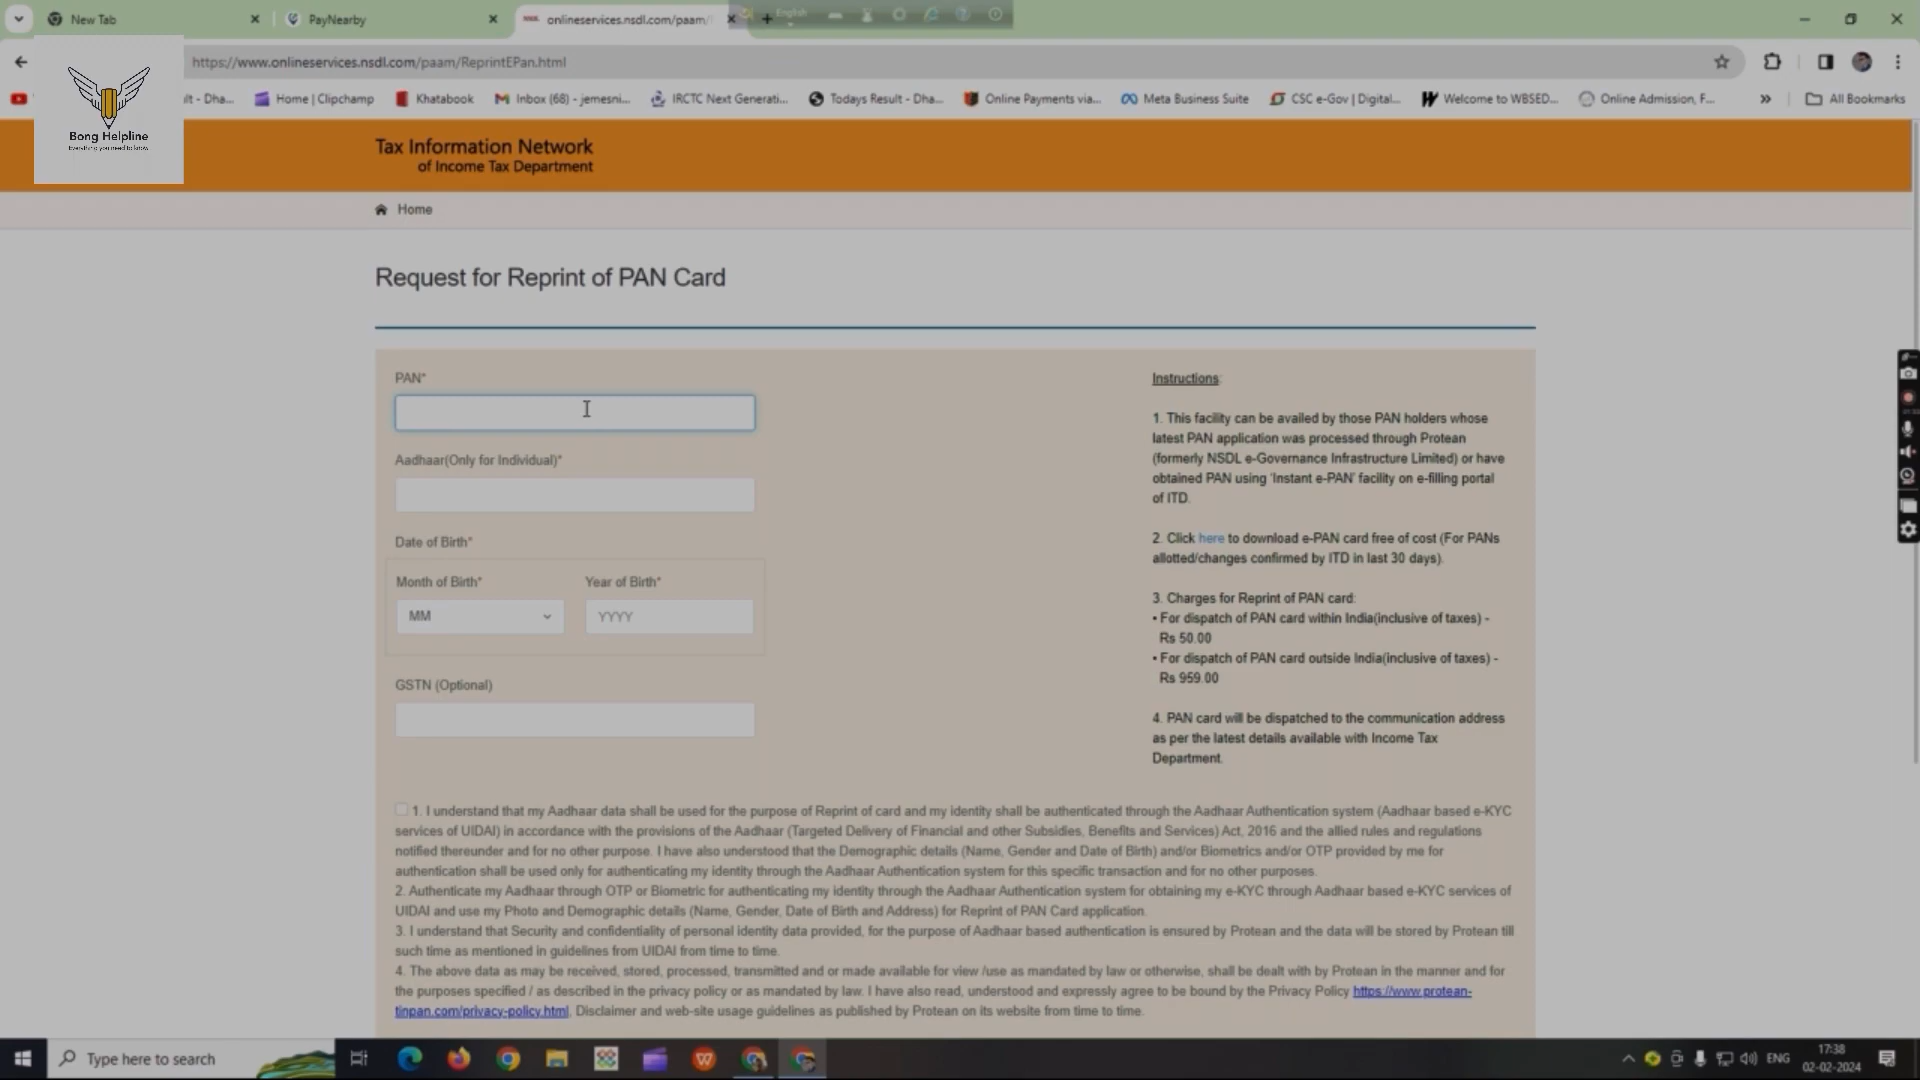 New Tab
PayNearby
onlineservices.nsdl.com/paam/
English
https://www.onlineservices.nsdl.com/paam/ReprintEPan.html
lt - Dha...
Home | Clipchamp
Khatabook
Inbox (68) - jemesni...
IRCTC Next Generati...
Todays Result - Dha...
Online Payments via...
Meta Business Suite
CSC e-Gov | Digital...
Welcome to WBSED...
Online Admission, F...
All Bookmarks
Bong Helpline
Everything you need to know
Tax Information Network
of Income Tax Department
Home
Request for Reprint of PAN Card
PAN*
Aadhaar(Only for Individual)*
Date of Birth*
Month of Birth*
Year of Birth*
MM
YYYY
GSTN (Optional)
Instructions:
1. This facility can be availed by those PAN holders whose
latest PAN application was processed through Protean
(formerly NSDL e-Governance Infrastructure Limited) or have
obtained PAN using 'Instant e-PAN' facility on e-filling portal
of ITD.
2. Click here to download e-PAN card free of cost (For PANs
allotted/changes confirmed by ITD in last 30 days).
3. Charges for Reprint of PAN card:
• For dispatch of PAN card within India(inclusive of taxes) -
Rs 50.00
• For dispatch of PAN card outside India(inclusive of taxes) -
Rs 959.00
4. PAN card will be dispatched to the communication address
as per the latest details available with Income Tax
Department.
1. I understand that my Aadhaar data shall be used for the purpose of Reprint of card and my identity shall be authenticated through the Aadhaar Authentication system (Aadhaar based e-KYC
services of UIDAI) in accordance with the provisions of the Aadhaar (Targeted Delivery of Financial and other Subsidies, Benefits and Services) Act, 2016 and the allied rules and regulations
notified thereunder and for no other purpose. I have also understood that the Demographic details (Name, Gender and Date of Birth) and/or Biometrics and/or OTP provided by me for
authentication shall be used only for authenticating my identity through the Aadhaar Authentication system for this specific transaction and for no other purposes.
2. Authenticate my Aadhaar through OTP or Biometric for authenticating my identity through the Aadhaar Authentication system for obtaining my e-KYC through Aadhaar based e-KYC services of
UIDAI and use my Photo and Demographic details (Name, Gender, Date of Birth and Address) for Reprint of PAN Card application.
3. I understand that Security and confidentiality of personal identity data provided, for the purpose of Aadhaar based authentication is ensured by Protean and the data will be stored by Protean till
such time as mentioned in guidelines from UIDAI from time to time.
4. The above data as may be received, stored, processed, transmitted and or made available for view /use as mandated by law or otherwise, shall be dealt with by Protean in the manner and for
the purposes specified / as described in the privacy policy or as mandated by law. I have also read, understood and expressly agree to be bound by the Privacy Policy https://www.protean-
tinpan.com/privacy-policy.html, Disclaimer and web-site usage guidelines as published by Protean on its website from time to time.
Type here to search
ENG
17:38
02-02-2024